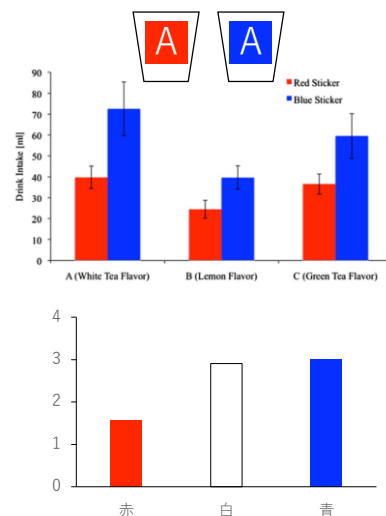 A A
90
80
70
60
50
40
30
20
10
0
Drink Intake [ml]
Red Sticker
Blue Sticker
A (White Tea Flavor) B (Lemon Flavor) C (Green Tea Flavor)
4
3
2
1
0
赤 白 青